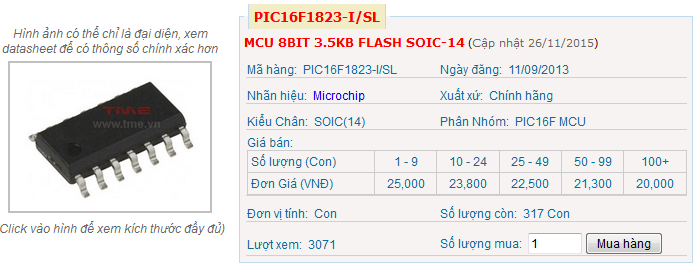 Hình ảnh có thể chỉ là đại diện, xem
datasheet để có thông số chính xác hơn
TME
www.tme.vn
Click vào hình để xem kích thước đầy đủ)
PIC16F1823-I/SL
MCU 8BIT 3.5KB FLASH SOIC-14 (Cập nhật 26/11/2015)
Mã hàng: PIC16F1823-I/SL Ngày đăng: 11/09/2013
Nhãn hiệu: Microchip Xuất xứ: Chính hãng
Kiểu Chân: SOIC(14) Phân Nhóm: PIC16F MCU
Giá bán:
Số lượng (Con) 1 - 9 10 - 24 25 - 49 50 - 99 100+
Đơn Giá (VNĐ) 25,000 23,800 22,500 21,300 20,000
Đơn vị tính: Con Số lượng còn: 317 Con
Lượt xem: 3071 Số lượng mua: 1 Mua hàng